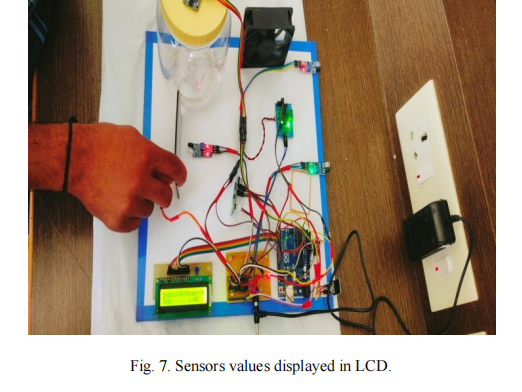 Fig. 7. Sensors values displayed in LCD.